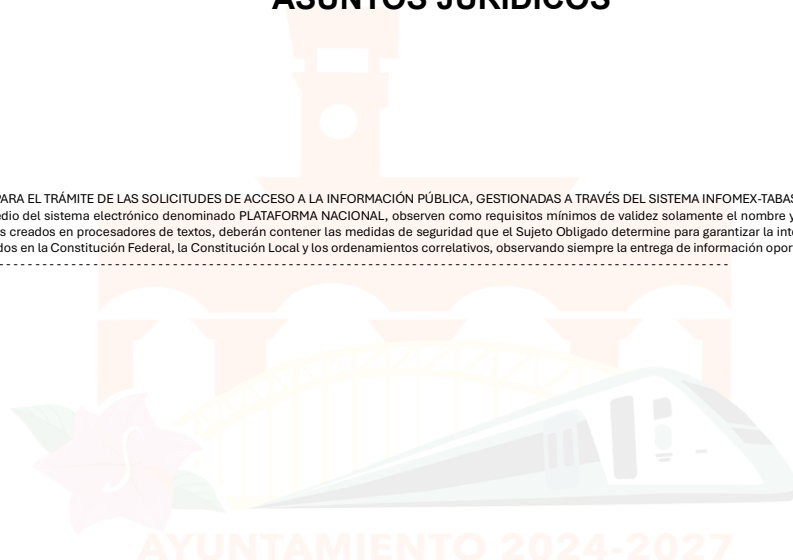 ASUNTOS JURÍDICOS
PARA EL TRÁMITE DE LAS SOLICITUDES DE ACCESO A LA INFORMACIÓN PÚBLICA, GESTIONADAS A TRAVÉS DEL SISTEMA INFOMEX-TABAS
edio del sistema electrónico denominado PLATAFORMA NACIONAL, observen como requisitos mínimos de validez solamente el nombre y
s creados en procesadores de textos, deberán contener las medidas de seguridad que el Sujeto Obligado determine para garantizar la inte
dos en la Constitución Federal, la Constitución Local y los ordenamientos correlativos, observando siempre la entrega de información opor
AYUNTAMIENTO 2024-2027